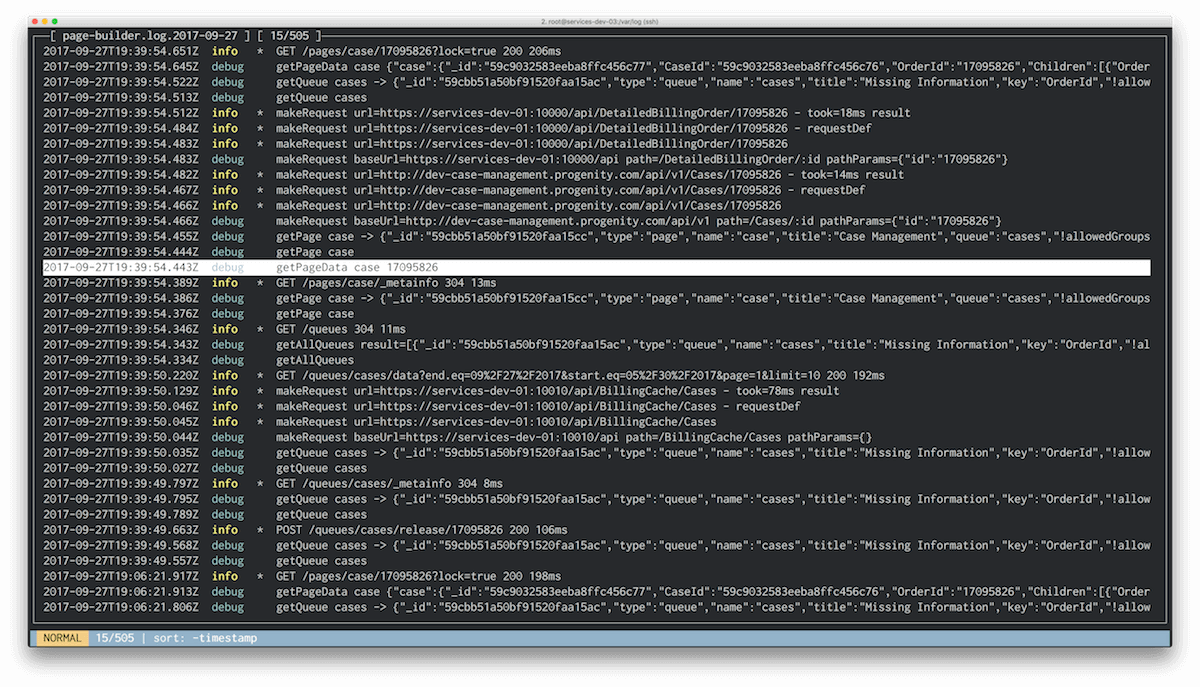 2. root@services-dev-03:/var/log (ssh)
[ page-builder.log.2017-09-27 ] [ 15/505 ]
2017-09-27T19:39:54.651Z info * GET /pages/case/17095826?lock=true 200 206ms
2017-09-27T19:39:54.645Z debug getPageData case {"case":{"_id":"59c9032583eeba8ffc456c77","CaseId":"59c9032583eeba8ffc456c76","OrderId":"17095826","Children":[{"Order
2017-09-27T19:39:54.522Z debug getQueue cases -> {"_id":"59cbb51a50bf91520faa15ac","type":"queue","name":"cases","title":"Missing Information","key":"OrderId","!allow
2017-09-27T19:39:54.513Z debug getQueue cases
2017-09-27T19:39:54.512Z info * makeRequest url=https://services-dev-01:10000/api/DetailedBillingOrder/17095826 - took=18ms result
2017-09-27T19:39:54.484Z info * makeRequest url=https://services-dev-01:10000/api/DetailedBillingOrder/17095826 - requestDef
2017-09-27T19:39:54.483Z info * makeRequest url=https://services-dev-01:10000/api/DetailedBillingOrder/17095826
2017-09-27T19:39:54.483Z debug makeRequest baseUrl=https://services-dev-01:10000/api path=/DetailedBillingOrder/:id pathParams={"id":"17095826"}
2017-09-27T19:39:54.482Z info * makeRequest url=http://dev-case-management.progenity.com/api/v1/Cases/17095826 - took=14ms result
2017-09-27T19:39:54.467Z info * makeRequest url=http://dev-case-management.progenity.com/api/v1/Cases/17095826 - requestDef
2017-09-27T19:39:54.466Z info * makeRequest url=http://dev-case-management.progenity.com/api/v1/Cases/17095826
2017-09-27T19:39:54.466Z debug makeRequest baseUrl=http://dev-case-management.progenity.com/api/v1 path=/Cases/:id pathParams={"id":"17095826"}
2017-09-27T19:39:54.455Z debug getPage case -> {"_id":"59cbb51a50bf91520faa15cc","type":"page","name":"case","title":"Case Management","queue":"cases","!allowedGroups
2017-09-27T19:39:54.444Z debug getPage case
2017-09-27T19:39:54.443Z debug getPageData case 17095826
2017-09-27T19:39:54.389Z info * GET /pages/case/_metainfo 304 13ms
2017-09-27T19:39:54.386Z debug getPage case -> {"_id":"59cbb51a50bf91520faa15cc","type":"page","name":"case","title":"Case Management","queue":"cases","!allowedGroups
2017-09-27T19:39:54.376Z debug getPage case
2017-09-27T19:39:54.346Z info * GET /queues 304 11ms
2017-09-27T19:39:54.343Z debug getAllQueues result=[{"_id":"59cbb51a50bf91520faa15ac","type":"queue","name":"cases","title":"Missing Information","key":"OrderId","!al
2017-09-27T19:39:54.334Z debug getAllQueues
2017-09-27T19:39:50.220Z info * GET /queues/cases/data?end.eq=09%2F27%2F2017&start.eq=05%2F30%2F2017&page=1&limit=10 200 192ms
2017-09-27T19:39:50.129Z info * makeRequest url=https://services-dev-01:10010/api/BillingCache/Cases - took=78ms result
2017-09-27T19:39:50.046Z info * makeRequest url=https://services-dev-01:10010/api/BillingCache/Cases - requestDef
2017-09-27T19:39:50.045Z info * makeRequest url=https://services-dev-01:10010/api/BillingCache/Cases
2017-09-27T19:39:50.044Z debug makeRequest baseUrl=https://services-dev-01:10010/api path=/BillingCache/Cases pathParams={}
2017-09-27T19:39:50.035Z debug getQueue cases -> {"_id":"59cbb51a50bf91520faa15ac","type":"queue","name":"cases","title":"Missing Information","key":"OrderId","!allow
2017-09-27T19:39:50.027Z debug getQueue cases
2017-09-27T19:39:49.797Z info * GET /queues/cases/_metainfo 304 8ms
2017-09-27T19:39:49.795Z debug getQueue cases -> {"_id":"59cbb51a50bf91520faa15ac","type":"queue","name":"cases","title":"Missing Information","key":"OrderId","!allow
2017-09-27T19:39:49.789Z debug getQueue cases
2017-09-27T19:39:49.663Z info * POST /queues/cases/release/17095826 200 106ms
2017-09-27T19:39:49.568Z debug getQueue cases -> {"_id":"59cbb51a50bf91520faa15ac","type":"queue","name":"cases","title":"Missing Information","key":"OrderId","!allow
2017-09-27T19:39:49.557Z debug getQueue cases
2017-09-27T19:06:21.917Z info * GET /pages/case/17095826?lock=true 200 198ms
2017-09-27T19:06:21.913Z debug getPageData case {"case":{"_id":"59c9032583eeba8ffc456c77","CaseId":"59c9032583eeba8ffc456c76","OrderId":"17095826","Children":[{"Order
2017-09-27T19:06:21.806Z debug getQueue cases -> {"_id":"59cbb51a50bf91520faa15ac","type":"queue","name":"cases","title":"Missing Information","key":"OrderId","!allow
NORMAL 15/505 | sort: -timestamp